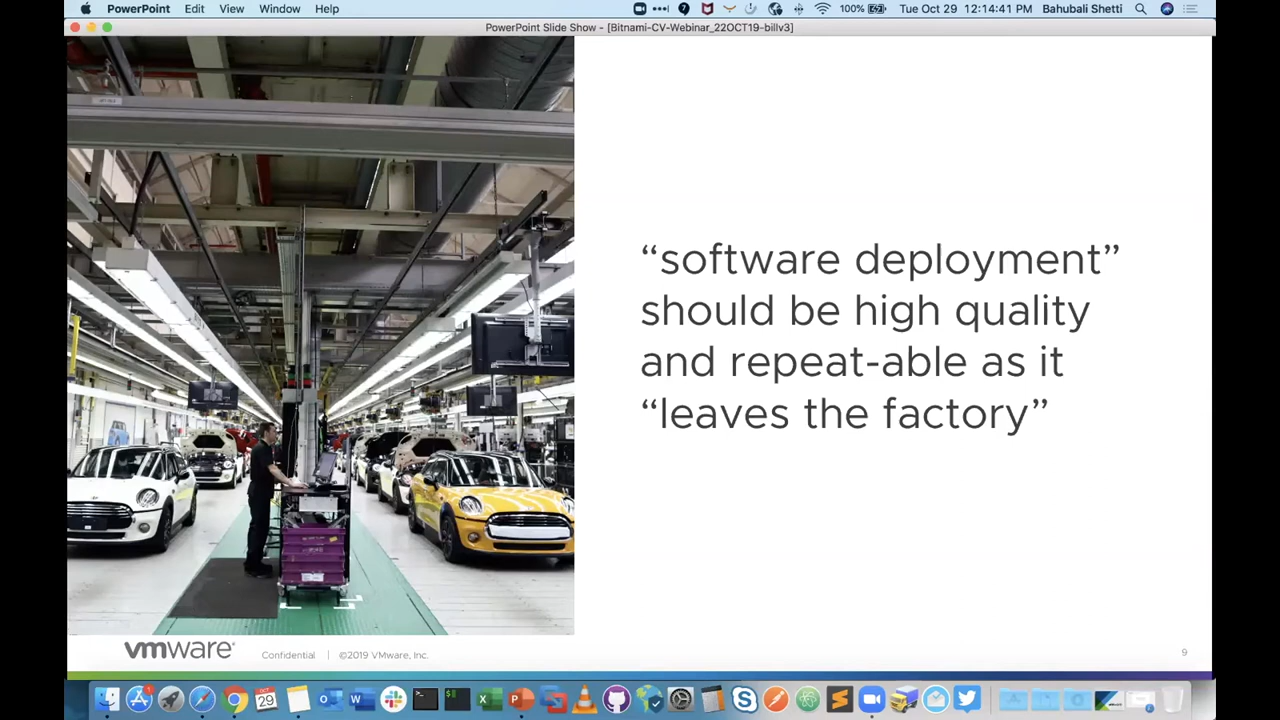 PowerPoint Edit View Window Help 100% Tue Oct 29 12:14:41 PM Bahubali Shetti
PowerPoint Slide Show - [Bitnami-CV-Webinar_22OCT19-billv3]
“software deployment”
should be high quality
and repeat-able as it
“leaves the factory”
vmware® Confidential | ©2019 VMware, Inc.
9
OCT
29